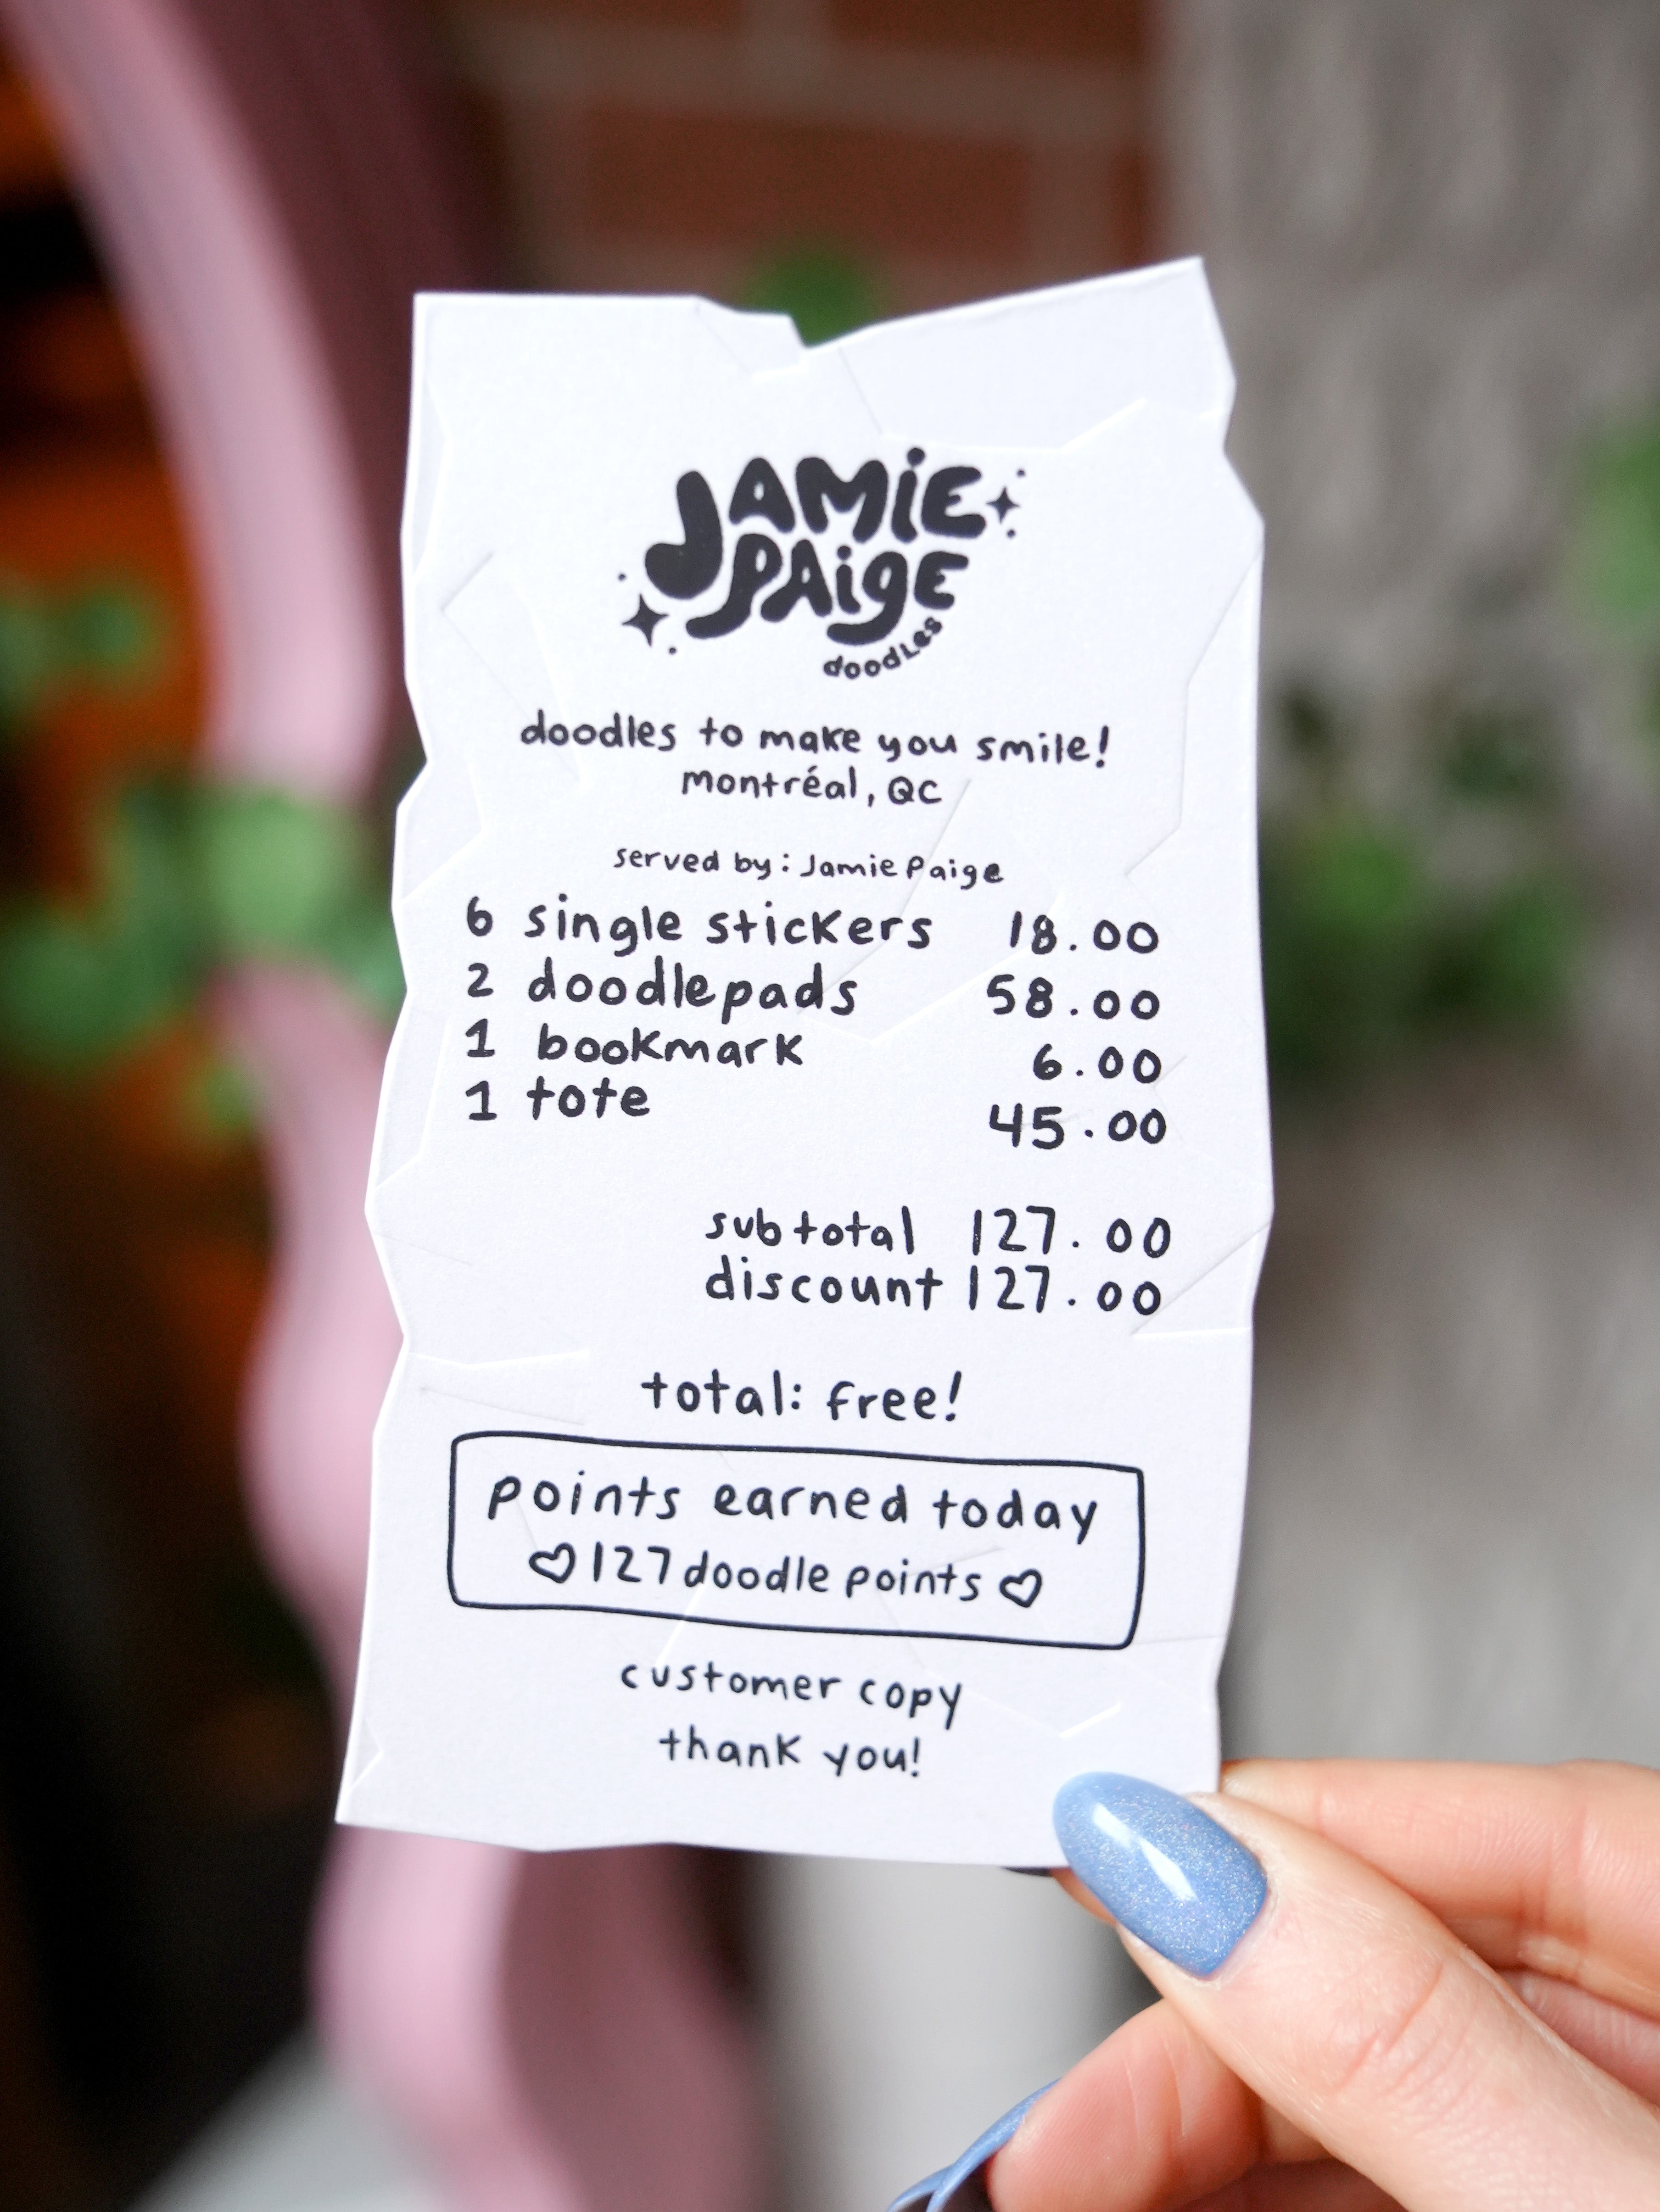 JAMiE
PAigE
doodLes
doodles to make you smile!
montréal, QC
served by: Jamie Paige
6 single stickers 18.00
2 doodlepads 58.00
1 bookmark 6.00
1 tote 45.00
subtotal 127.00
discount 127.00
total: free!
points earned today
♡ 127 doodle points ♡
customer copy
thank you!